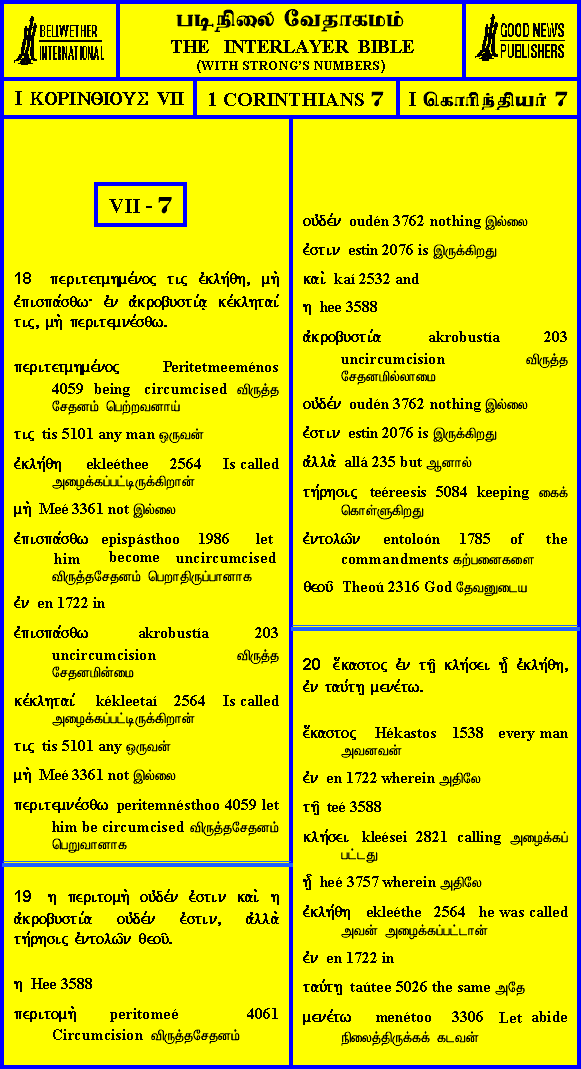 BELLWETHER
INTERNATIONAL
படிநிலை வேதாகமம்
THE INTERLAYER BIBLE
(WITH STRONG'S NUMBERS)
GOOD NEWS
PUBLISHERS
I ΚΟΡΙΝΘΙΟΥΣ VII
1 CORINTHIANS 7
I கொரிந்தியர் 7
VII - 7
18 περιτετμημένος τις ἐκλήθη, μὴ
ἐπισπάσθω· ἐν ἀκροβυστίᾳ κέκληταί
τις, μὴ περιτεμνέσθω.
περιτετμημένος Peritetmeeménos
4059 being circumcised விருத்த
சேதனம் பெற்றவனாய்
τις tis 5101 any man ஒருவன்
ἐκλήθη ekleéthee 2564 Is called
அழைக்கப்பட்டிருக்கிறான்
μὴ Meé 3361 not இல்லை
ἐπισπάσθω epispásthoo 1986 let
him become uncircumcised
விருத்தசேதனம் பெறாதிருப்பானாக
ἐν en 1722 in
ἐπισπάσθω akrobustía 203
uncircumcision விருத்த
சேதனமின்மை
κέκληταί kékleetaí 2564 Is called
அழைக்கப்பட்டிருக்கிறான்
τις tis 5101 any ஒருவன்
μὴ Meé 3361 not இல்லை
περιτεμνέσθω peritemnésthoo 4059 let
him be circumcised விருத்தசேதனம்
பெறுவானாக
19 η περιτομὴ οὐδέν ἐστιν καὶ η
ἀκροβυστία οὐδέν ἐστιν, ἀλλὰ
τήρησις ἐντολῶν θεοῦ.
η Hee 3588
περιτομὴ peritomeé 4061
Circumcision விருத்தசேதனம்
οὐδέν oudén 3762 nothing இல்லை
ἐστιν estin 2076 is இருக்கிறது
καὶ kaí 2532 and
η hee 3588
ἀκροβυστία akrobustía 203
uncircumcision விருத்த
சேதனமில்லாமை
οὐδέν oudén 3762 nothing இல்லை
ἐστιν estin 2076 is இருக்கிறது
ἀλλὰ allá 235 but ஆனால்
τήρησις teéreesis 5084 keeping கைக்
கொள்ளுகிறது
ἐντολῶν entoloón 1785 of the
commandments கற்பனைகளை
θεοῦ Theoú 2316 God தேவனுடைய
20 ἕκαστος ἐν τῇ κλήσει ᾗ ἐκλήθη,
ἐν ταύτῃ μενέτω.
ἕκαστος Hékastos 1538 every man
அவனவன்
ἐν en 1722 wherein அதிலே
τῇ teé 3588
κλήσει kleései 2821 calling அழைக்கப்
பட்டது
ᾗ heé 3757 wherein அதிலே
ἐκλήθη ekleéthe 2564 he was called
அவன் அழைக்கப்பட்டான்
ἐν en 1722 in
ταύτῃ taútee 5026 the same அதே
μενέτω menétoo 3306 Let abide
நிலைத்திருக்கக் கடவன்